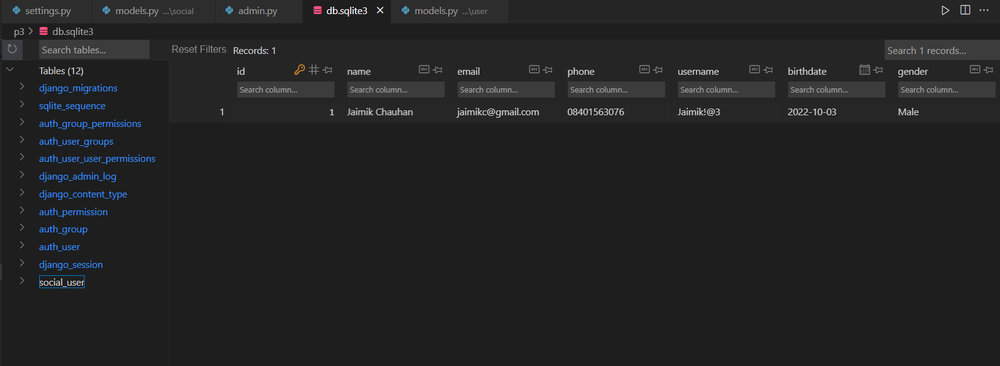 settings.py models.py ...\social admin.py db.sqlite3 models.py ...\user
p3 > db.sqlite3
Search tables... Reset Filters Records: 1 Search 1 records...
Tables (12)
django_migrations
sqlite_sequence
auth_group_permissions
auth_user_groups
auth_user_user_permissions
django_admin_log
django_content_type
auth_permission
auth_group
auth_user
django_session
social_user
id name email phone username birthdate gender
Search column... Search column... Search column... Search column... Search column... Search column... Search column...
1 1 Jaimik Chauhan jaimikc@gmail.com 08401563076 Jaimik!@3 2022-10-03 Male